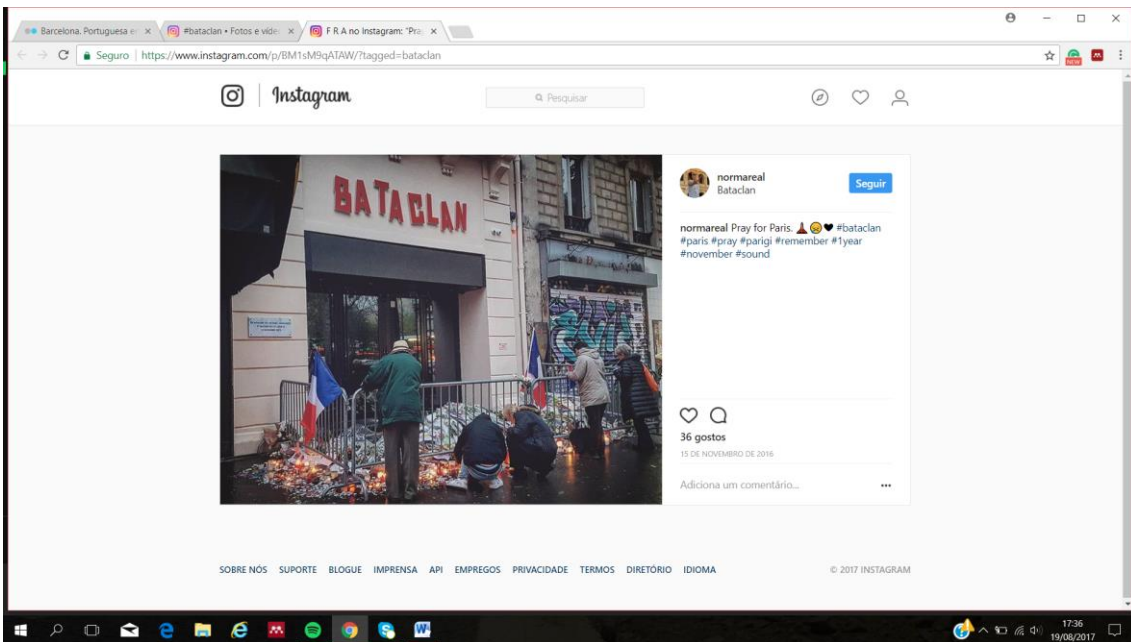 Barcelona. Portuguesa e
#bataclan • Fotos e víde
F R A no Instagram: "Pra
Seguro
https://www.instagram.com/p/BM1sM9qATAW/?tagged=bataclan
NEW
Instagram
Pesquisar
BATACLAN
normareal
Bataclan
Seguir
normareal Pray for Paris. #bataclan
#paris #pray #parigi #remember #1year
#november #sound
36 gostos
15 DE NOVEMBRO DE 2016
Adiciona um comentário...
SOBRE NÓS SUPORTE BLOGUE IMPRENSA API EMPREGOS PRIVACIDADE TERMOS DIRETÓRIO IDIOMA
© 2017 INSTAGRAM
17:36
19/08/2017